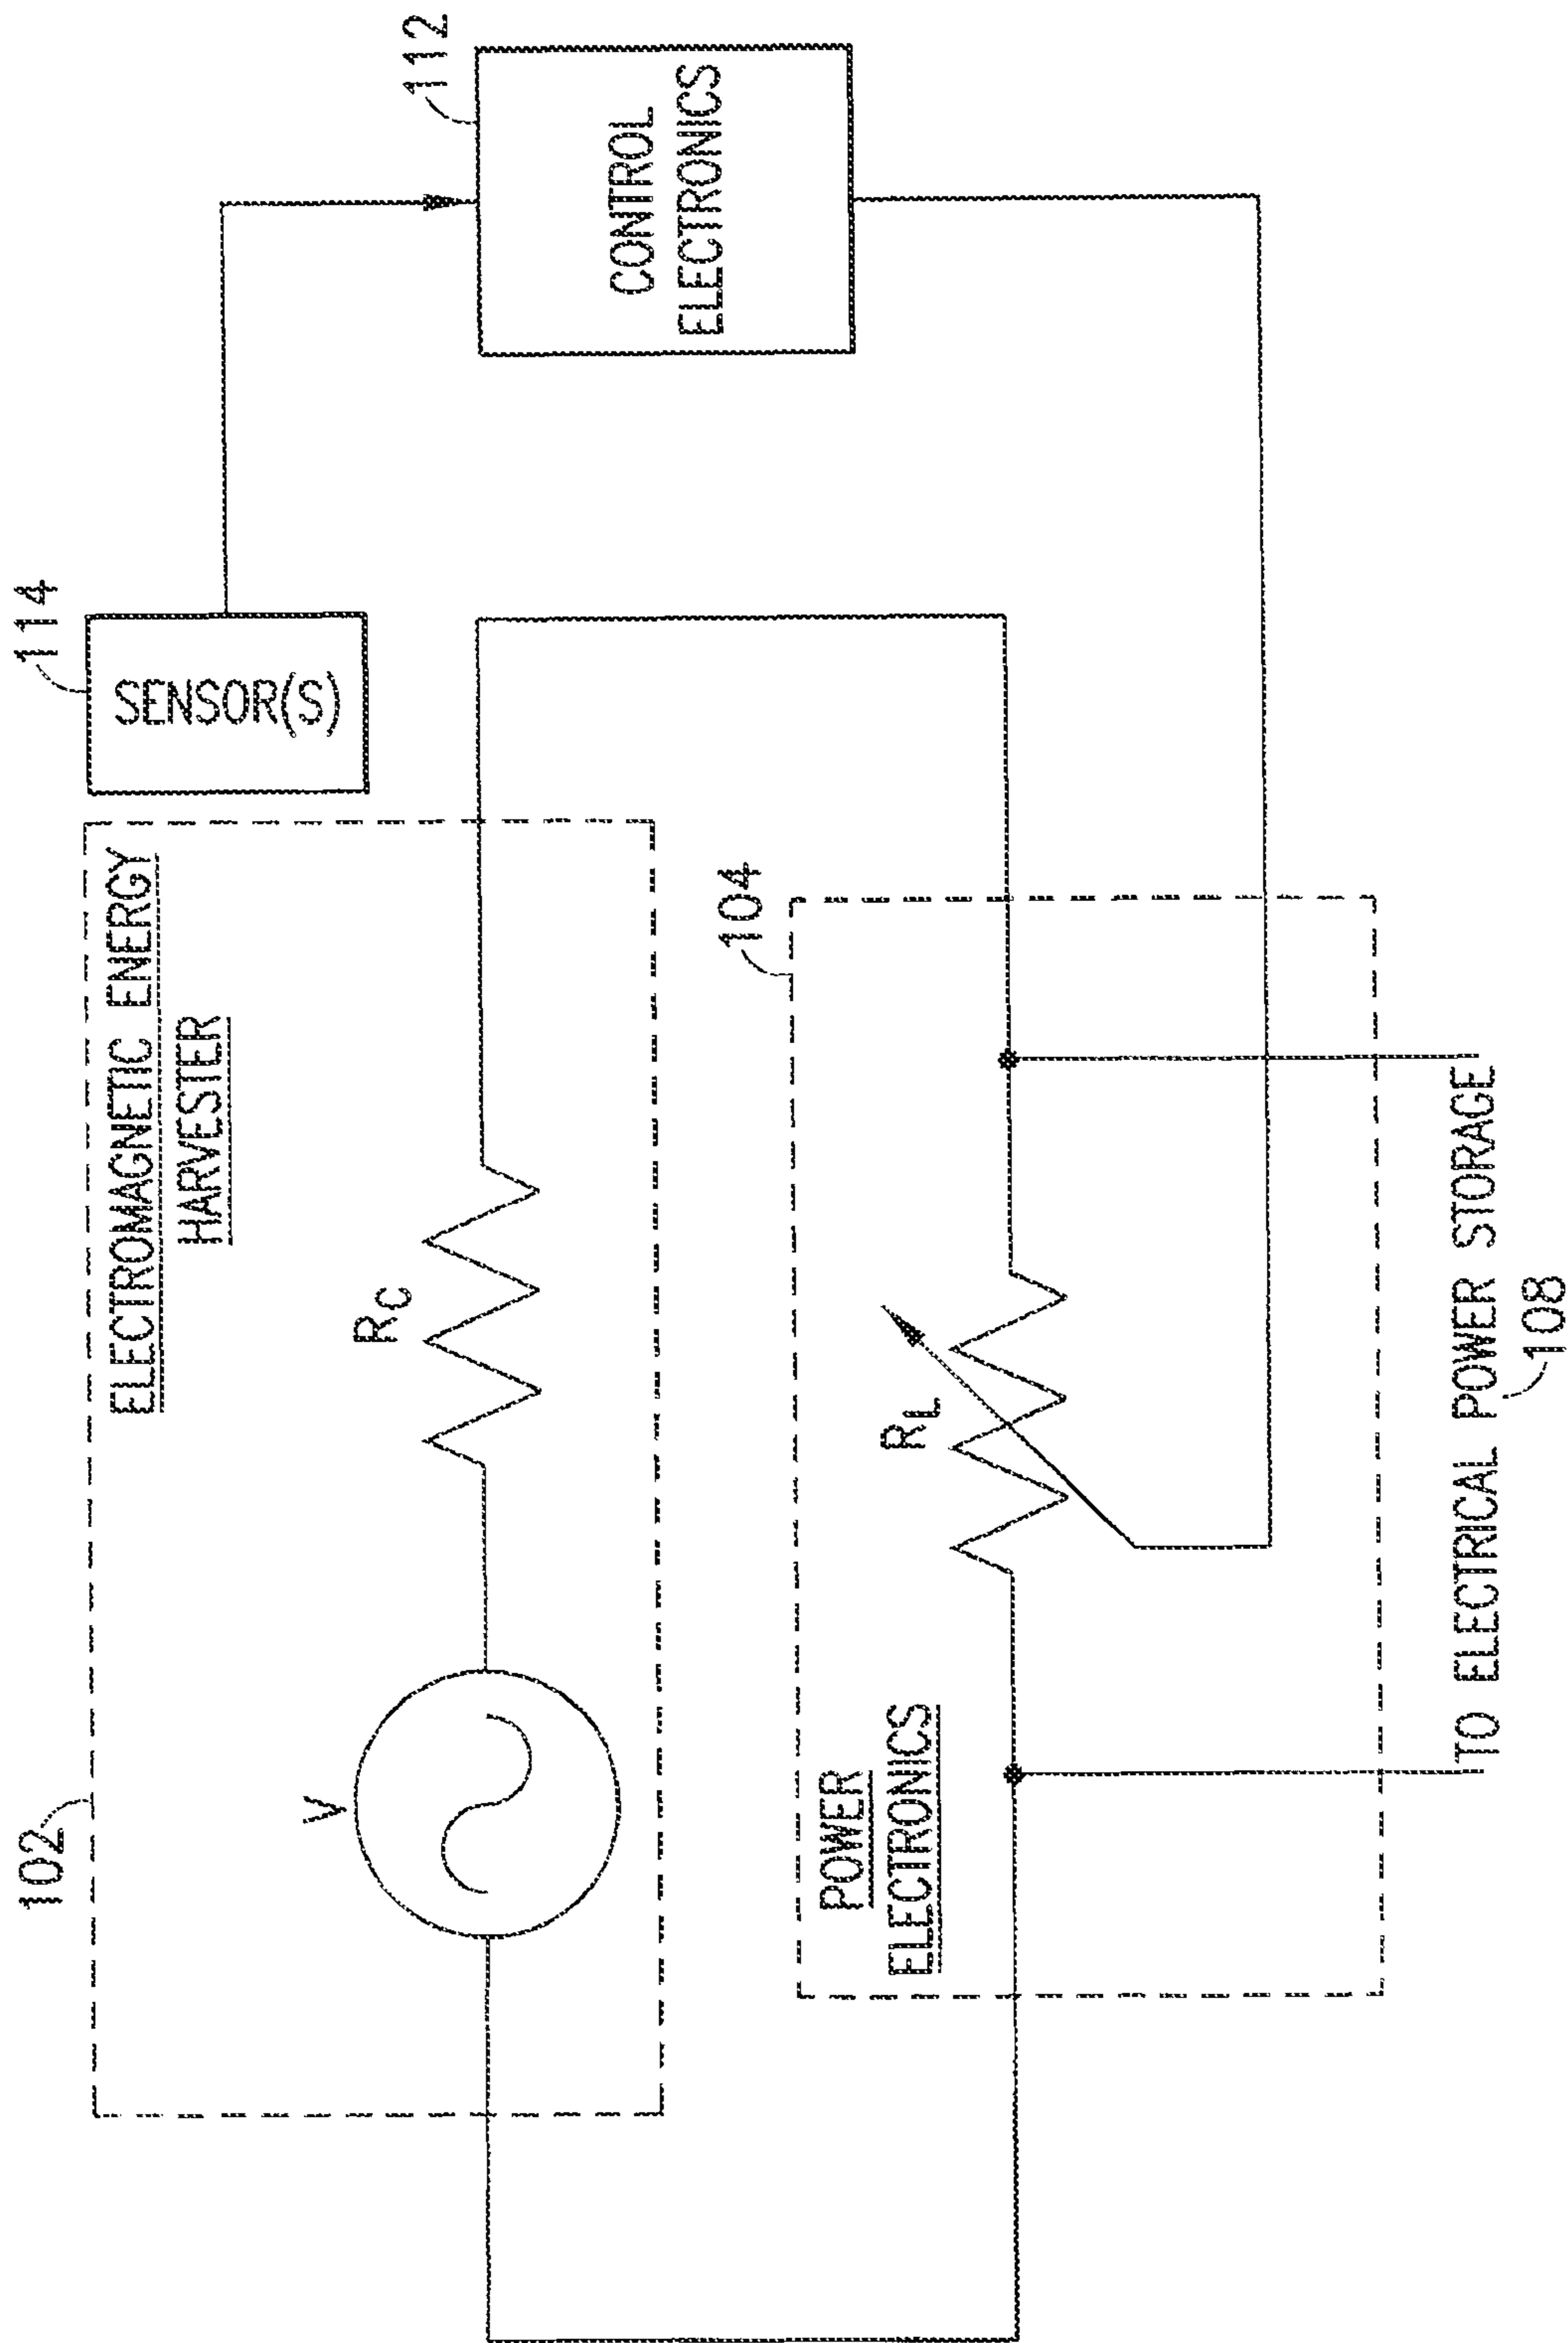 102
ELECTROMAGNETIC ENERGY
HARVESTER
V
RC
114
SENSOR(S)
112
CONTROL
ELECTRONICS
104
POWER
ELECTRONICS
RL
TO ELECTRICAL POWER STORAGE
108